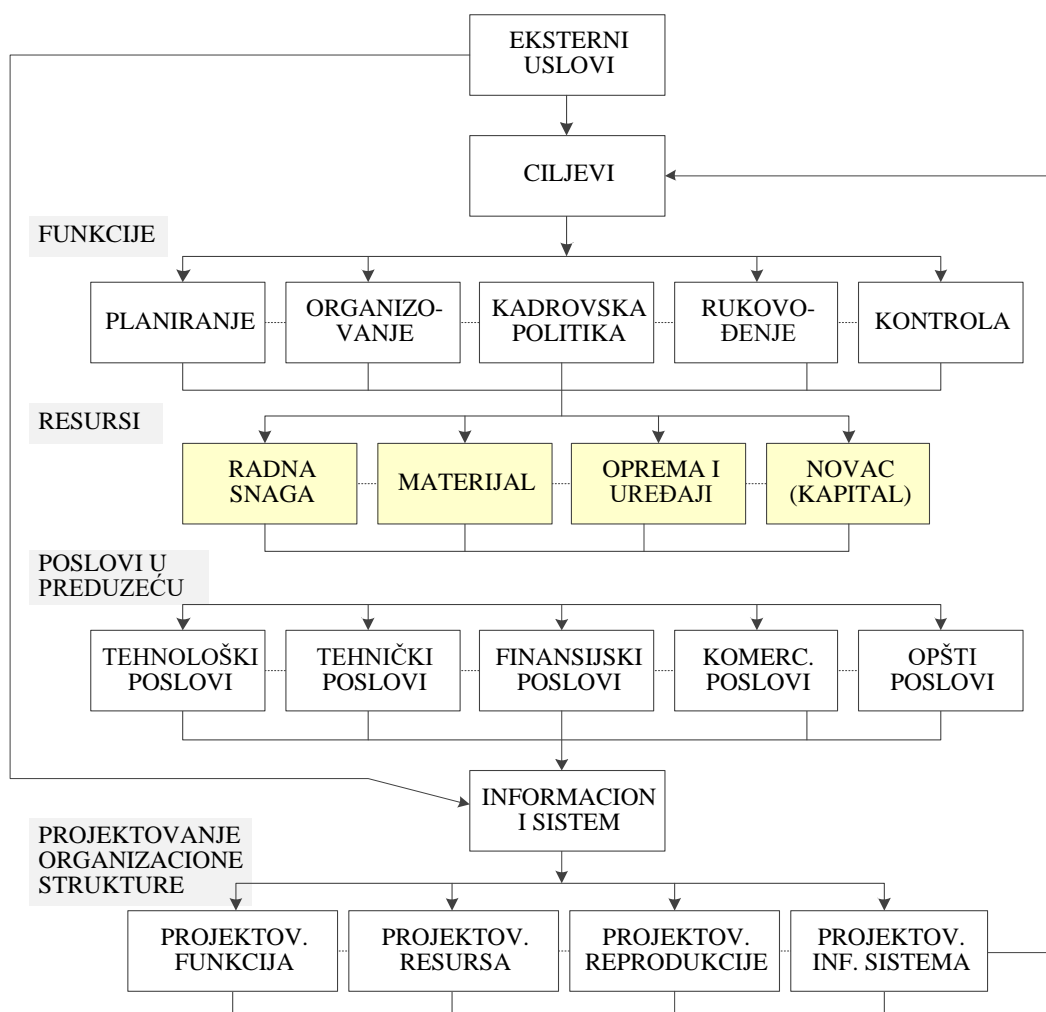 EKSTERNI
USLOVI
CILJEVI
FUNKCIJE
PLANIRANJE
ORGANIZO-
VANJE
KADROVSKA
POLITIKA
RUKOVO-
ĐENJE
KONTROLA
RESURSI
RADNA
SNAGA
MATERIJAL
OPREMA I
UREĐAJI
NOVAC
(KAPITAL)
POSLOVI U
PREDUZEĆU
TEHNOLOŠKI
POSLOVI
TEHNIČKI
POSLOVI
FINANSIJSKI
POSLOVI
KOMERC.
POSLOVI
OPŠTI
POSLOVI
INFORMACION
I SISTEM
PROJEKTOVANJE
ORGANIZACIONE
STRUKTURE
PROJEKTOV.
FUNKCIJA
PROJEKTOV.
RESURSA
PROJEKTOV.
REPRODUKCIJE
PROJEKTOV.
INF. SISTEMA